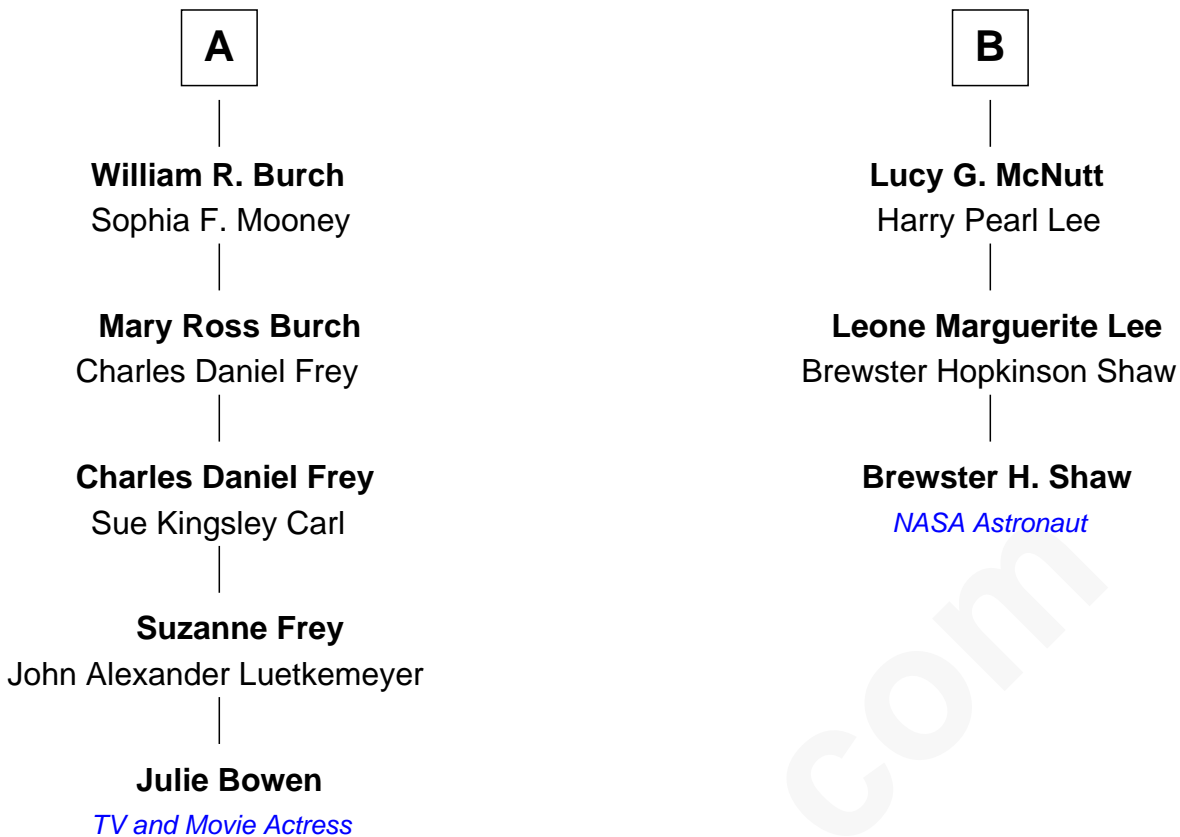 A
William R. Burch
Sophia F. Mooney
Mary Ross Burch
Charles Daniel Frey
Charles Daniel Frey
Sue Kingsley Carl
Suzanne Frey
John Alexander Luetkemeyer
Julie Bowen
TV and Movie Actress
B
Lucy G. McNutt
Harry Pearl Lee
Leone Marguerite Lee
Brewster Hopkinson Shaw
Brewster H. Shaw
NASA Astronaut
com